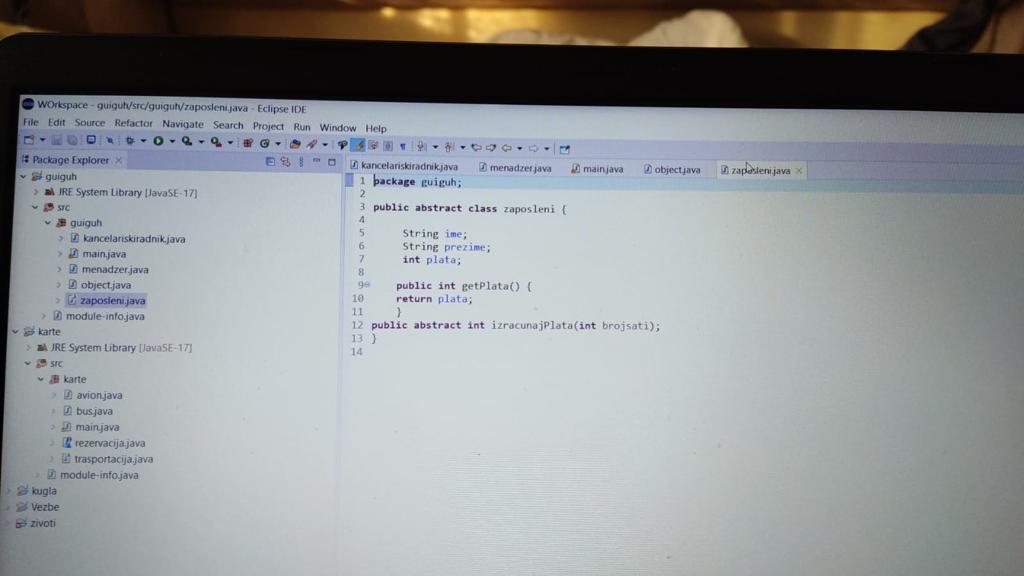 WOrkspace - guiguh/src/guiguh/zaposleni.java - Eclipse IDE
File Edit Source Refactor Navigate Search Project Run Window Help
Package Explorer
guiguh
JRE System Library [JavaSE-17]
src
guiguh
kancelariskiradnik.java
main.java
menadzer.java
object.java
zaposleni.java
module-info.java
karte
JRE System Library [JavaSE-17]
src
karte
avion.java
bus.java
main.java
rezervacija.java
trasportacija.java
module-info.java
kugla
Vezbe
zivoti
kancelariskiradnik.java menadzer.java main.java object.java zaposleni.java
1 package guiguh;
2
3 public abstract class zaposleni {
4
5 String ime;
6 String prezime;
7 int plata;
8
9 public int getPlata() {
10 return plata;
11 }
12 public abstract int izracunajPlata(int brojsati);
13 }
14